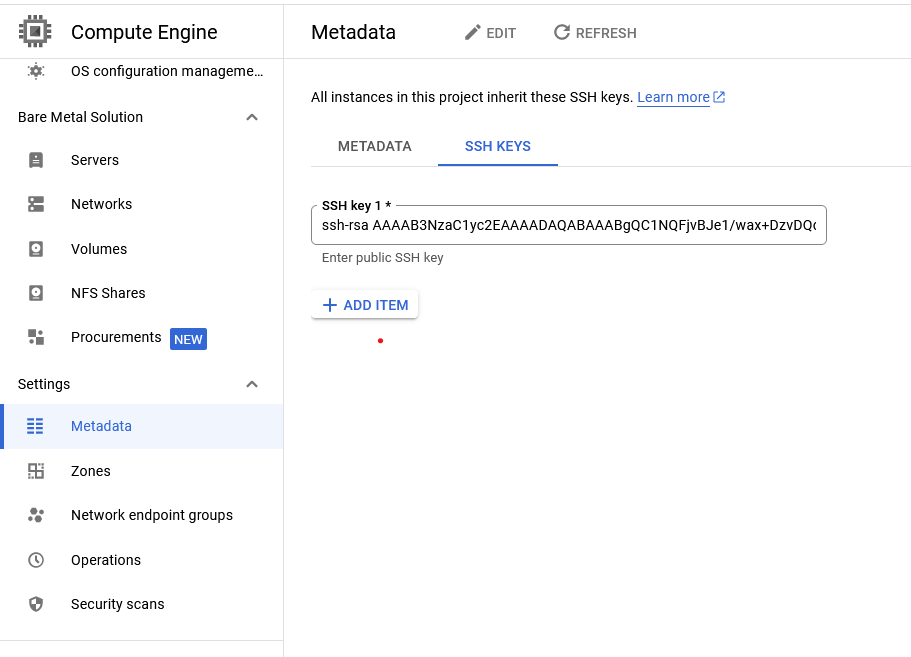 Compute Engine
OS configuration manageme...
Bare Metal Solution
Servers
Networks
Volumes
NFS Shares
Procurements NEW
Settings
Metadata
Zones
Network endpoint groups
Operations
Security scans
Metadata EDIT REFRESH
All instances in this project inherit these SSH keys. Learn more
METADATA SSH KEYS
SSH key 1 *
ssh-rsa AAAAB3NzaC1yc2EAAAADAQABAAABgQC1NQFjvBJe1/wax+DzvDQ
Enter public SSH key
+ ADD ITEM